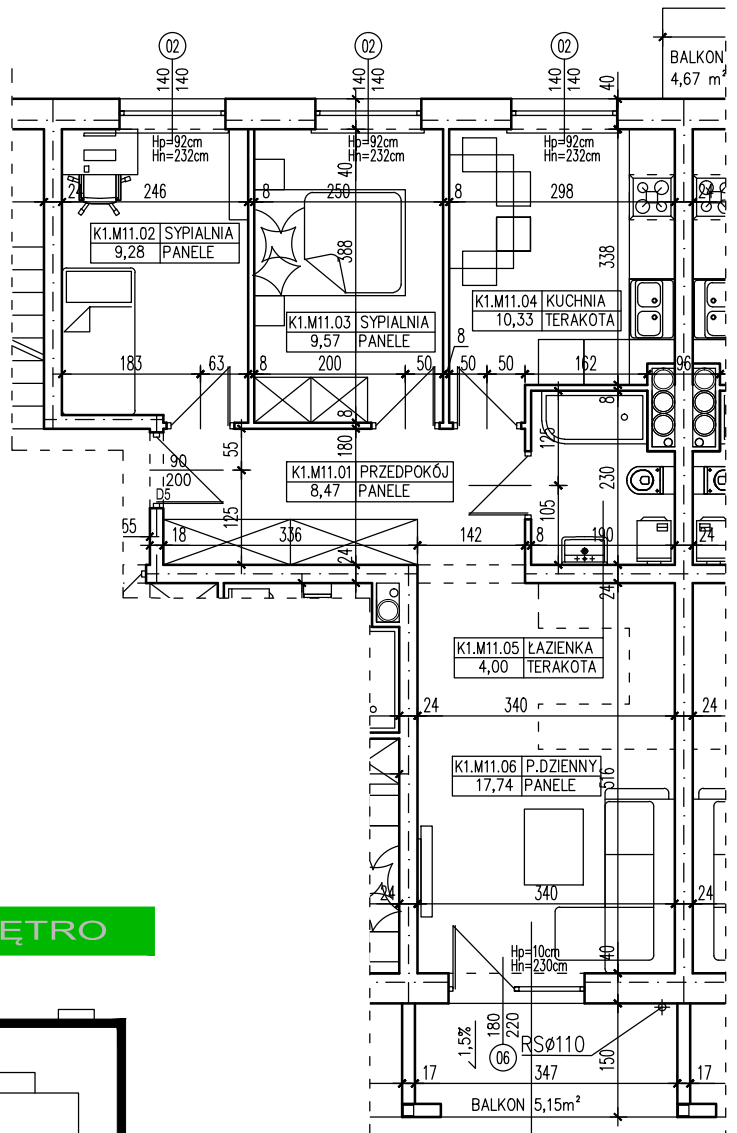 02
02
02
BALKON
4,67 m²
140
140
140
140
140
140
40
Hp=92cm
Hn=232cm
Hp=92cm
Hn=232cm
Hp=92cm
Hn=232cm
40
24
246
8
250
8
298
24
K1.M11.02 SYPIALNIA
9,28 PANELE
388
338
K1.M11.03 SYPIALNIA
9,57 PANELE
K1.M11.04 KUCHNIA
10,33 TERAKOTA
8
183
63
8
200
50
50
50
162
96
8
8
55
180
125
90
200
D5
K1.M11.01 PRZEDPOKÓJ
8,47 PANELE
230
125
105
55
18
336
24
142
8
190
24
24
K1.M11.05 ŁAZIENKA
4,00 TERAKOTA
24
340
24
K1.M11.06 P.DZIENNY
17,74 PANELE
516
24
340
24
ĘTRO
Hp=10cm
Hn=230cm
40
1,5%
180
220
06
RSø110
150
17
347
17
BALKON 5,15m²